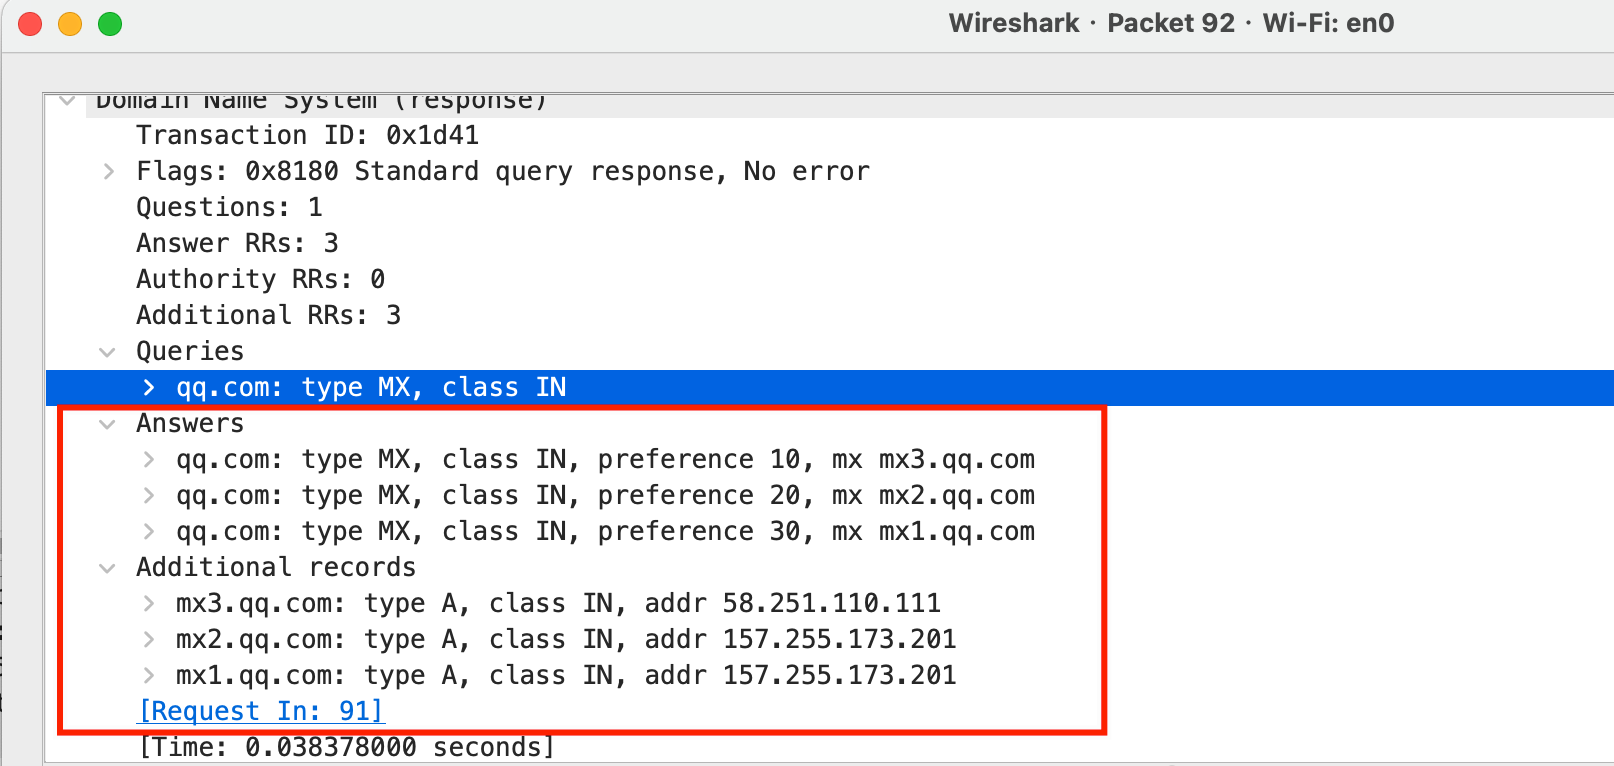 Wireshark · Packet 92 · Wi-Fi: en0
Domain Name System (response)
Transaction ID: 0x1d41
Flags: 0x8180 Standard query response, No error
Questions: 1
Answer RRs: 3
Authority RRs: 0
Additional RRs: 3
Queries
qq.com: type MX, class IN
Answers
qq.com: type MX, class IN, preference 10, mx mx3.qq.com
qq.com: type MX, class IN, preference 20, mx mx2.qq.com
qq.com: type MX, class IN, preference 30, mx mx1.qq.com
Additional records
mx3.qq.com: type A, class IN, addr 58.251.110.111
mx2.qq.com: type A, class IN, addr 157.255.173.201
mx1.qq.com: type A, class IN, addr 157.255.173.201
[Request In: 91]
[Time: 0.038378000 seconds]